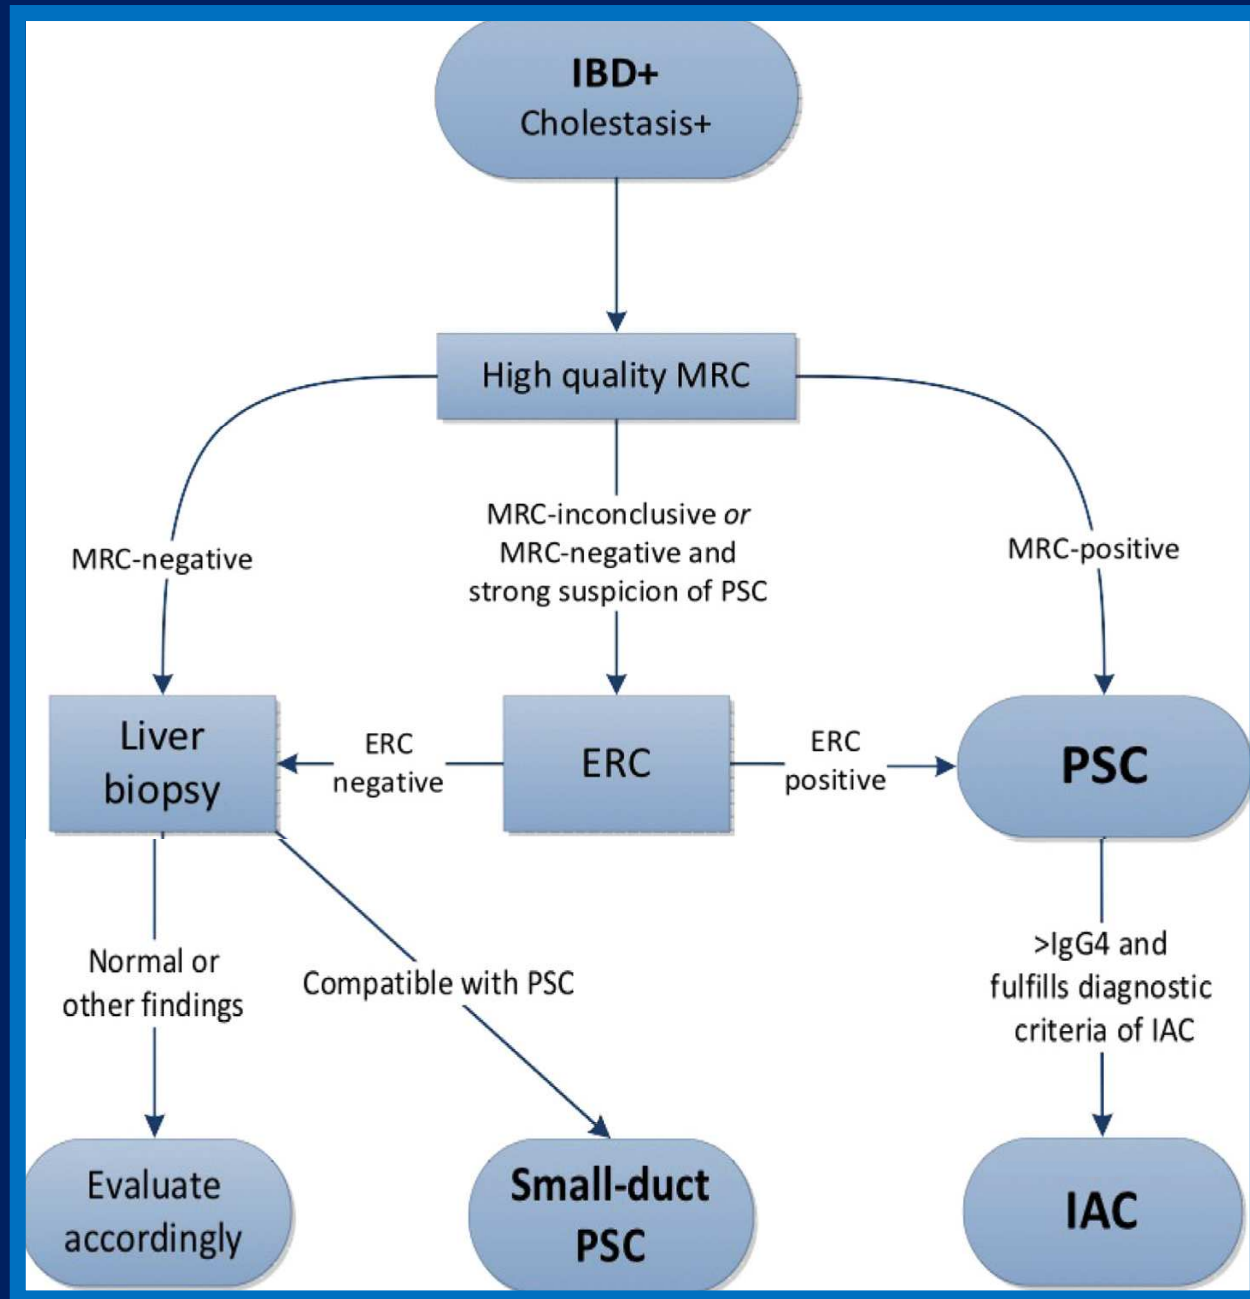 IBD+
Cholestasis+
High quality MRC
MRC-negative
MRC-inconclusive or
MRC-negative and
strong suspicion of PSC
MRC-positive
Liver
biopsy
ERC
negative
ERC
ERC
positive
PSC
Normal or
other findings
Compatible with PSC
>IgG4 and
fulfills diagnostic
criteria of IAC
Evaluate
accordingly
Small-duct
PSC
IAC